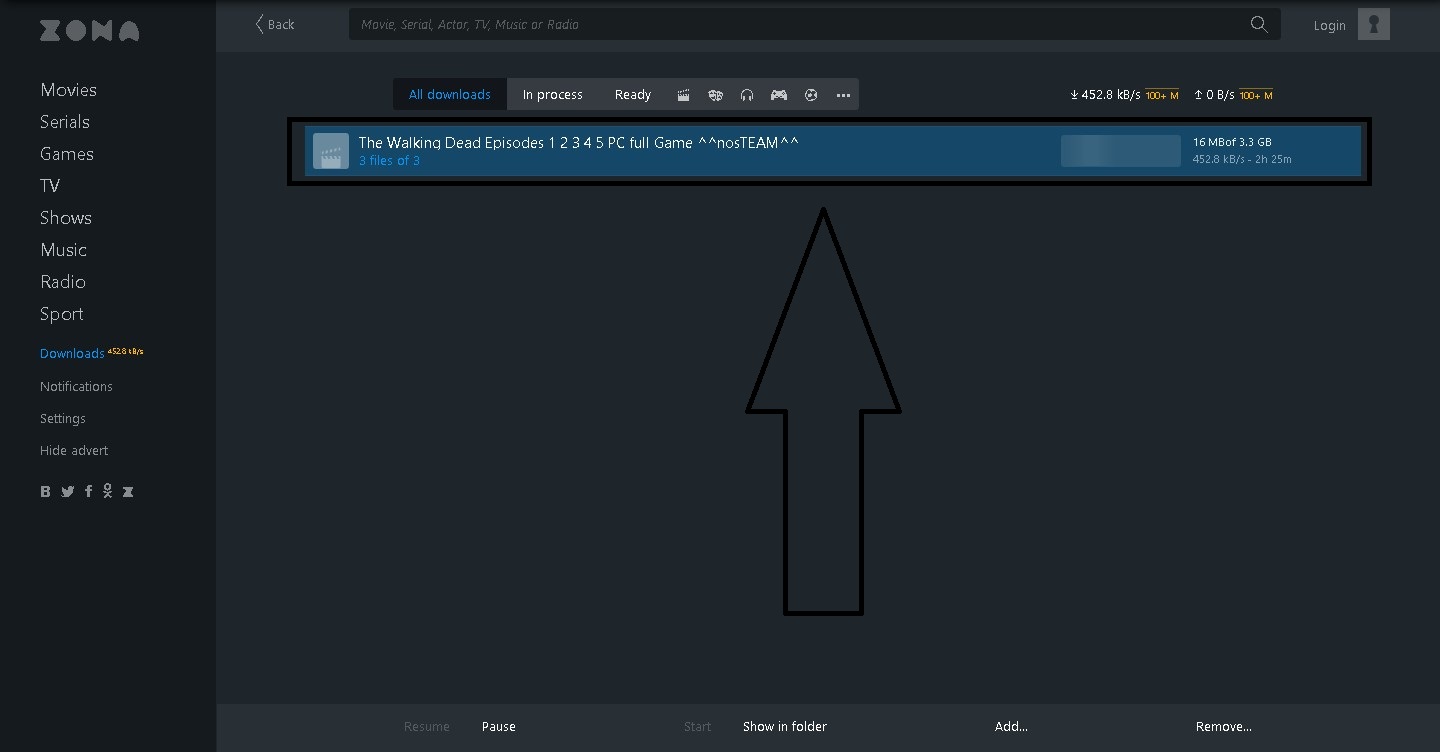 ZONA
Back
Movie, Serial, Actor, TV, Music or Radio
Login
Movies
Serials
Games
TV
Shows
Music
Radio
Sport
Downloads 452.8 kB/s
Notifications
Settings
Hide advert
All downloads
In process
Ready
452.8 kB/s 100+ M
0 B/s 100+ M
The Walking Dead Episodes 1 2 3 4 5 PC full Game ^^nosTEAM^^
3 files of 3
16 MBof 3.3 GB
452.8 kB/s - 2h 25m
Resume
Pause
Start
Show in folder
Add...
Remove...